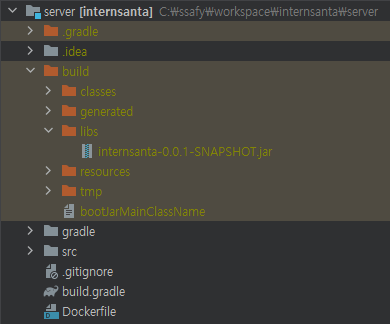 server [internsanta] C:₩ssafy₩workspace₩internsanta₩server
.gradle
.idea
build
classes
generated
libs
internsanta-0.0.1-SNAPSHOT.jar
resources
tmp
bootJarMainClassName
gradle
src
.gitignore
build.gradle
Dockerfile